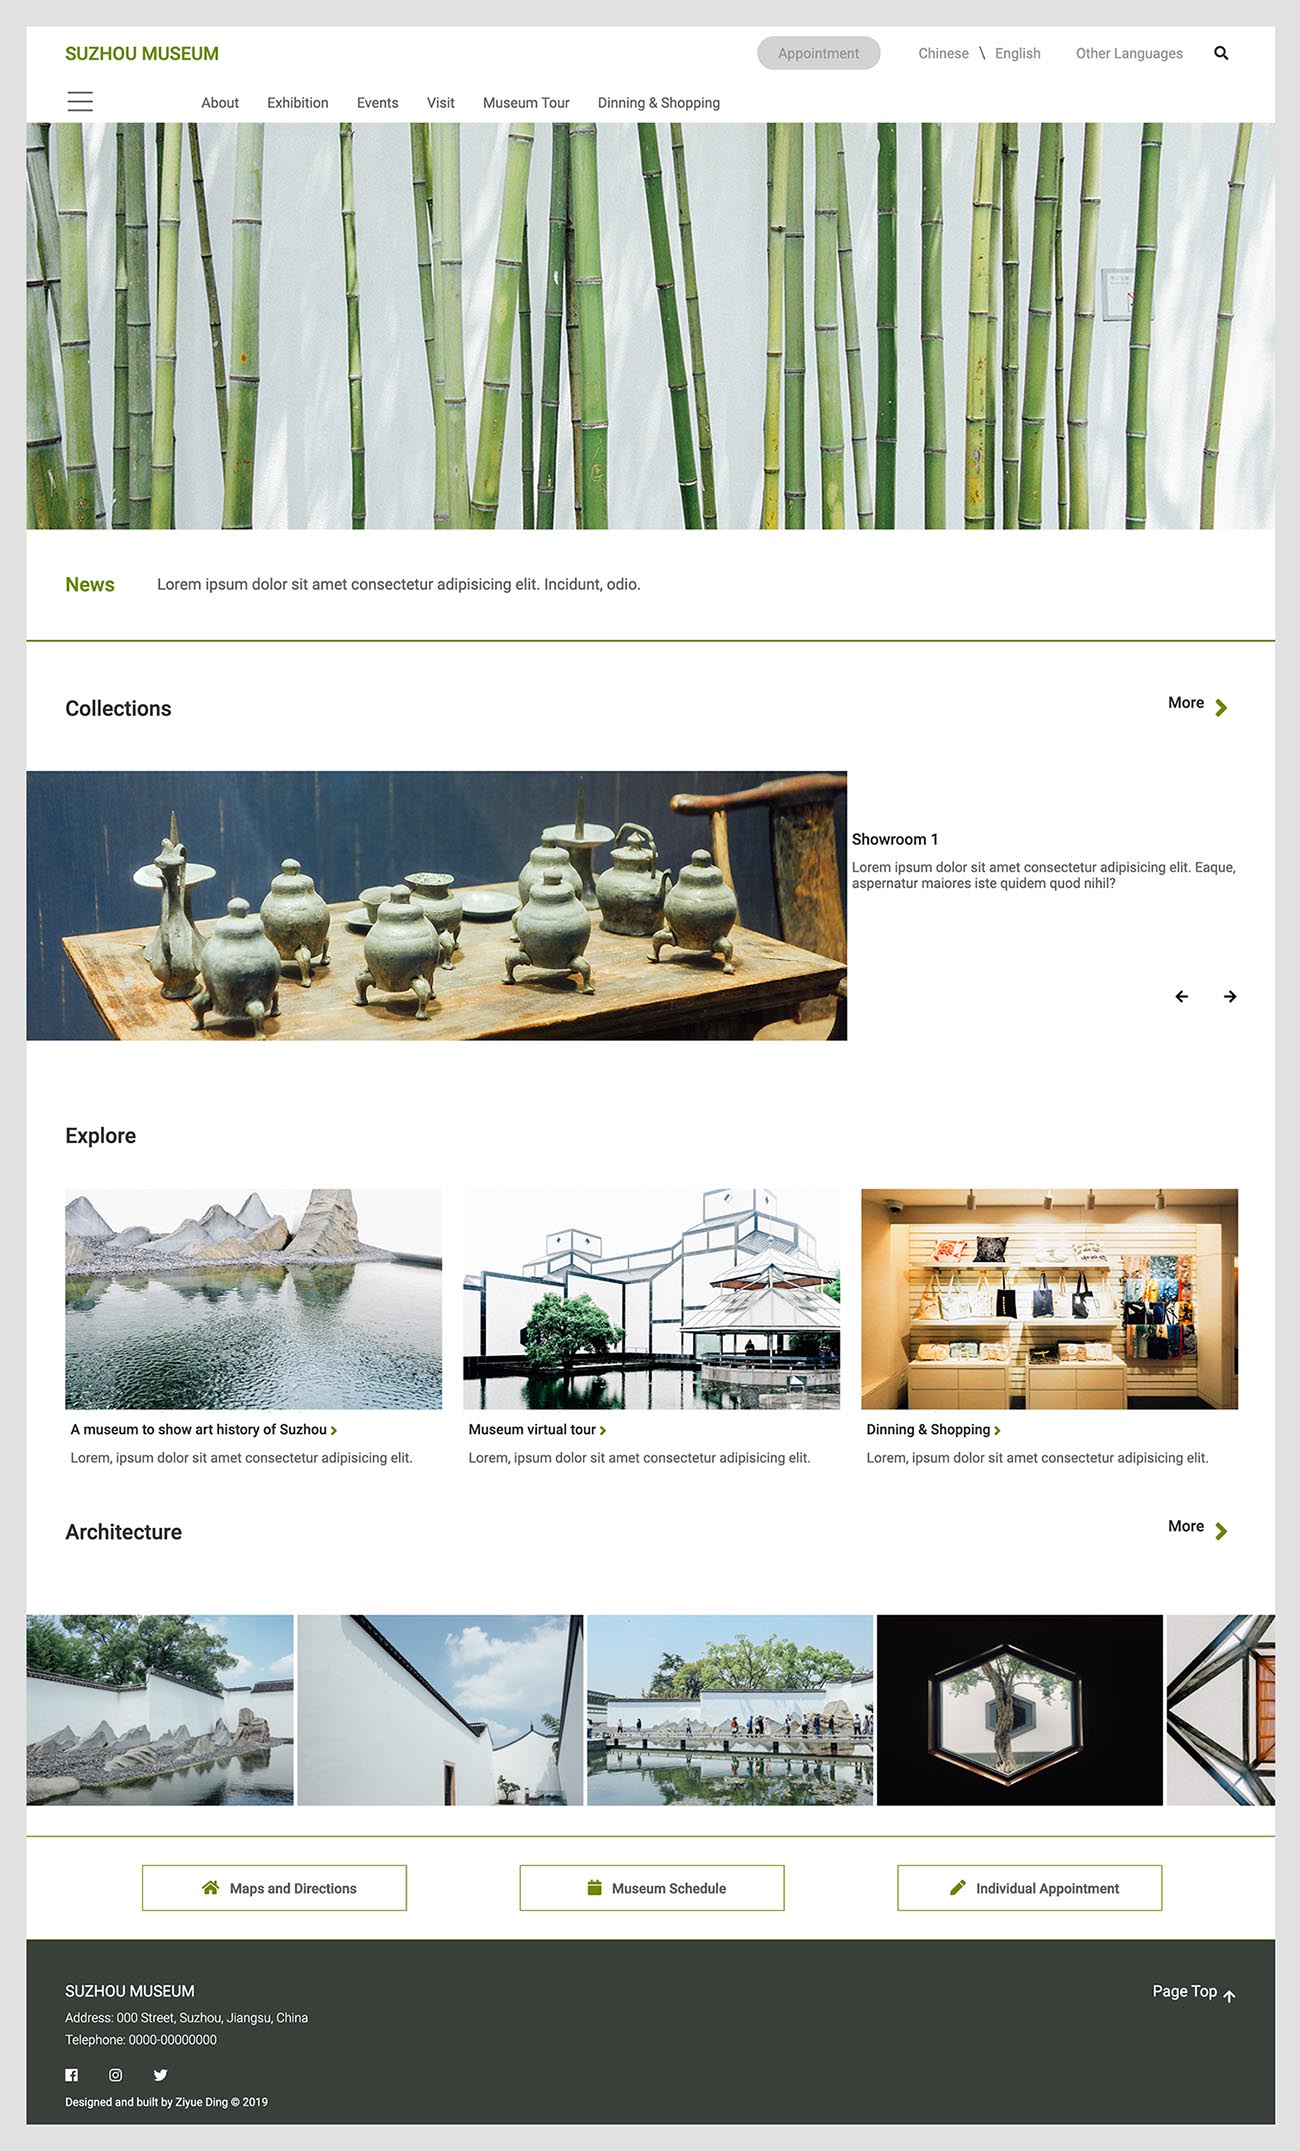 SUZHOU MUSEUM
Appointment
Chinese \ English
Other Languages
About Exhibition Events Visit Museum Tour Dinning & Shopping
News
Lorem ipsum dolor sit amet consectetur adipisicing elit. Incidunt, odio.
Collections
More
Showroom 1
Lorem ipsum dolor sit amet consectetur adipisicing elit. Eaque,
aspernatur maiores iste quidem quod nihil?
Explore
A museum to show art history of Suzhou
Lorem, ipsum dolor sit amet consectetur adipisicing elit.
Museum virtual tour
Lorem, ipsum dolor sit amet consectetur adipisicing elit.
Dinning & Shopping
Lorem, ipsum dolor sit amet consectetur adipisicing elit.
Architecture
More
Maps and Directions
Museum Schedule
Individual Appointment
SUZHOU MUSEUM
Page Top
Address: 000 Street, Suzhou, Jiangsu, China
Telephone: 0000-00000000
Designed and built by Ziyue Ding © 2019